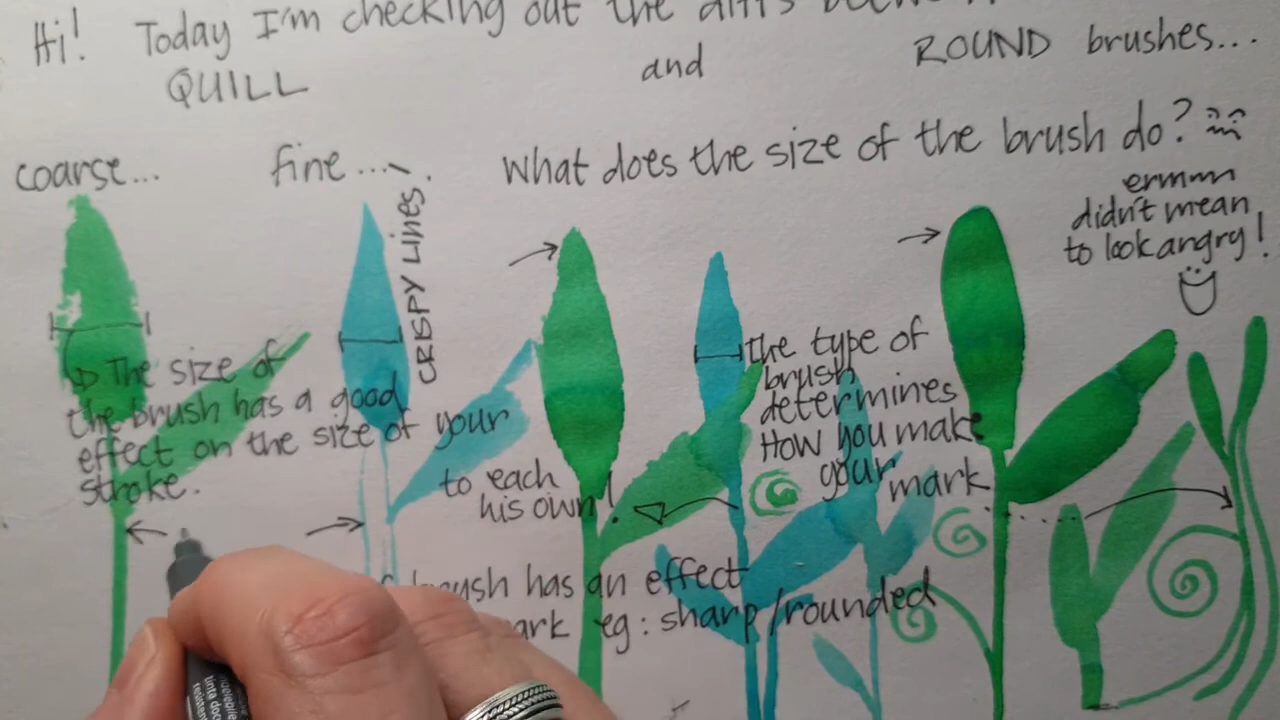 Hi! Today I'm checking out the diffs
QUILL and ROUND brushes...
coarse... fine....
CRISPY LINES!
What does the size of the brush do?
ermm
didn't mean
to look angry!
The size of
the brush has a good
effect on the size of your
stroke.
to each
his own!
the type of
brush
determines
HOW you make
your mark
brush has an effect
eg: sharp/rounded